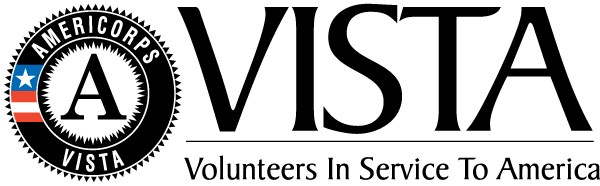 AMERICORPS
A
VISTA
VISTA
Volunteers In Service To America